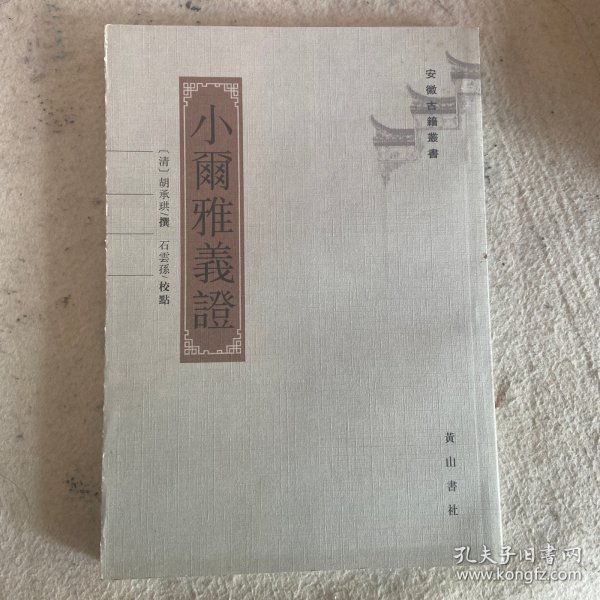 安徽古籍叢書
小爾雅義證
〔清〕胡承珙/撰 石雲孫/校點
黃山書社
孔夫子旧书网
www.kongfz.com